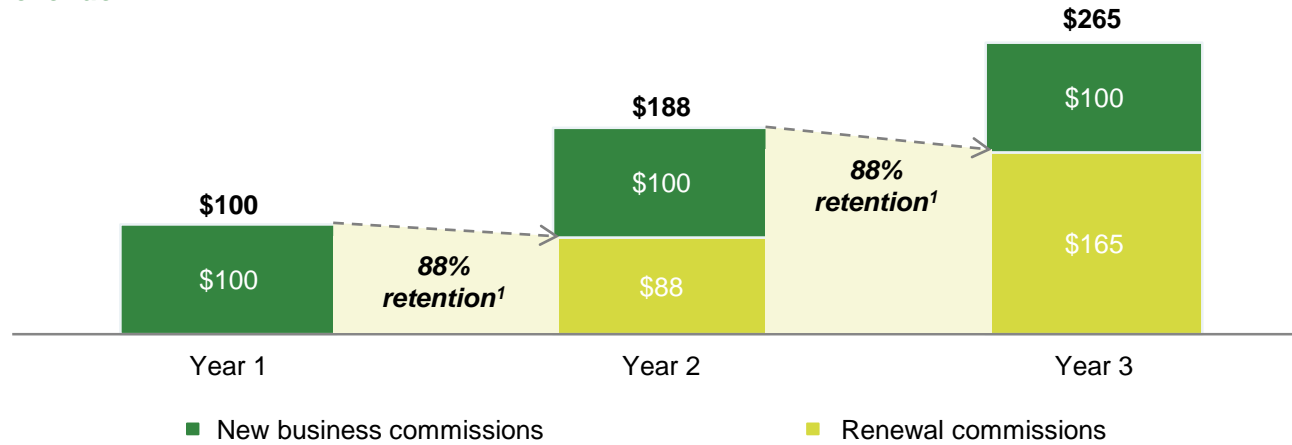 $265
$100
$188
88%
retention¹
$100
$100
$165
88%
retention¹
$100
$88
Year 1
Year 2
Year 3
New business commissions
Renewal commissions